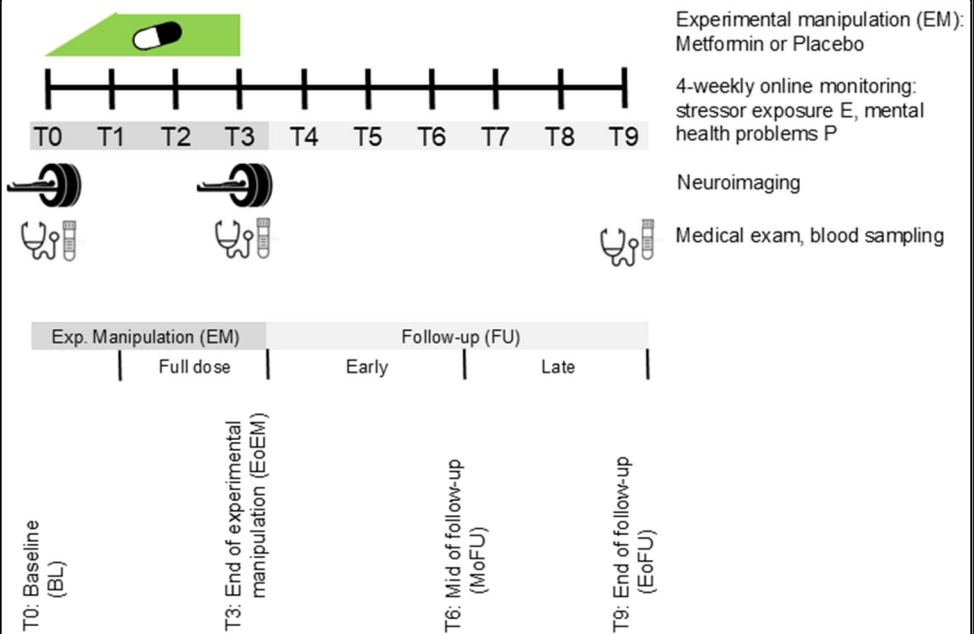 Experimental manipulation (EM):
Metformin or Placebo
4-weekly online monitoring:
stressor exposure E, mental
health problems P
T0 T1 T2 T3 T4 T5 T6 T7 T8 T9
Neuroimaging
Medical exam, blood sampling
Exp. Manipulation (EM) Follow-up (FU)
Full dose Early Late
T0: Baseline
(BL)
T3: End of experimental
manipulation (EoEM)
T6: Mid of follow-up
(MoFU)
T9: End of follow-up
(EoFU)